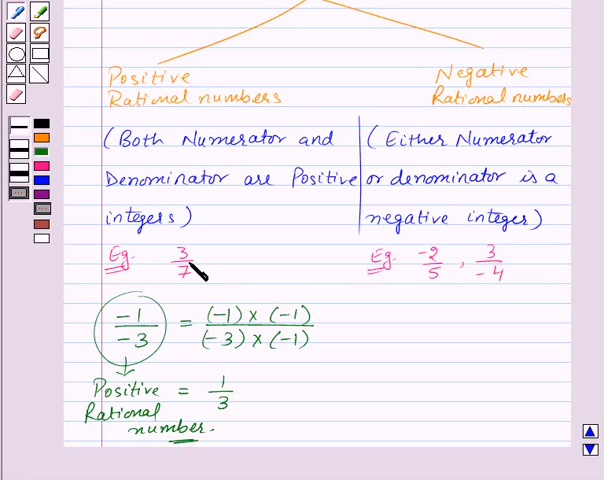 Positive
Rational numbers
Negative
Rational numbers
(Both Numerator and
Denominator are Positive
integers)
(Either Numerator
or denominator is a
negative integer)
Eg. 3/7
Eg. -2/5 , 3/-4
-1/-3 = (-1) × (-1)/(-3) × (-1)
Positive = 1/3
Rational
number.